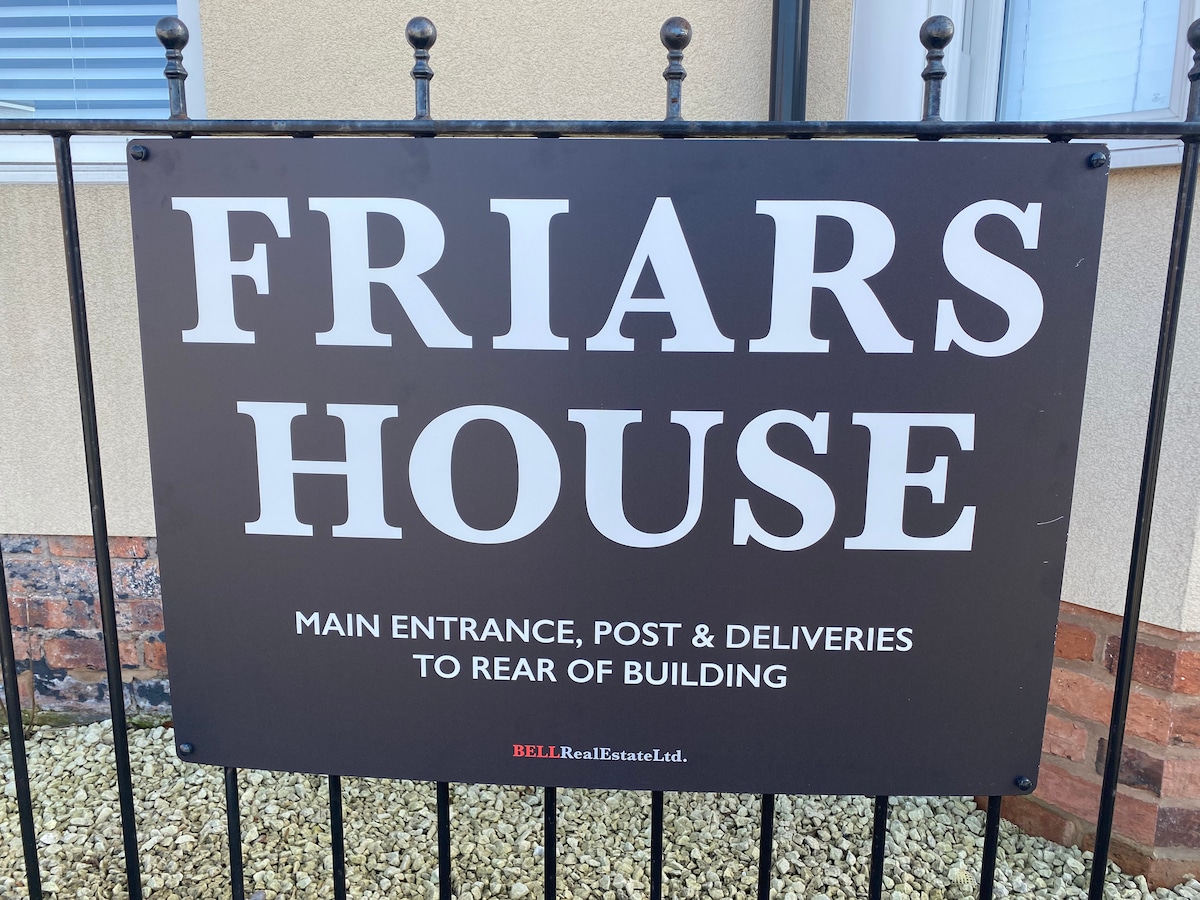 FRIARS
HOUSE
MAIN ENTRANCE, POST & DELIVERIES
TO REAR OF BUILDING
BELLRealEstateLtd.